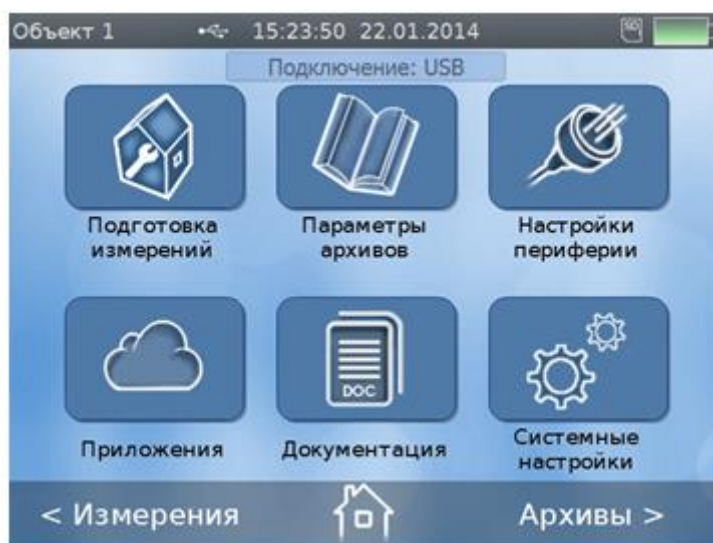 Объект 1 15:23:50 22.01.2014
Подключение: USB
Подготовка измерений
Параметры архивов
Настройки периферии
DOC
Приложения
Документация
Системные настройки
< Измерения Архивы >